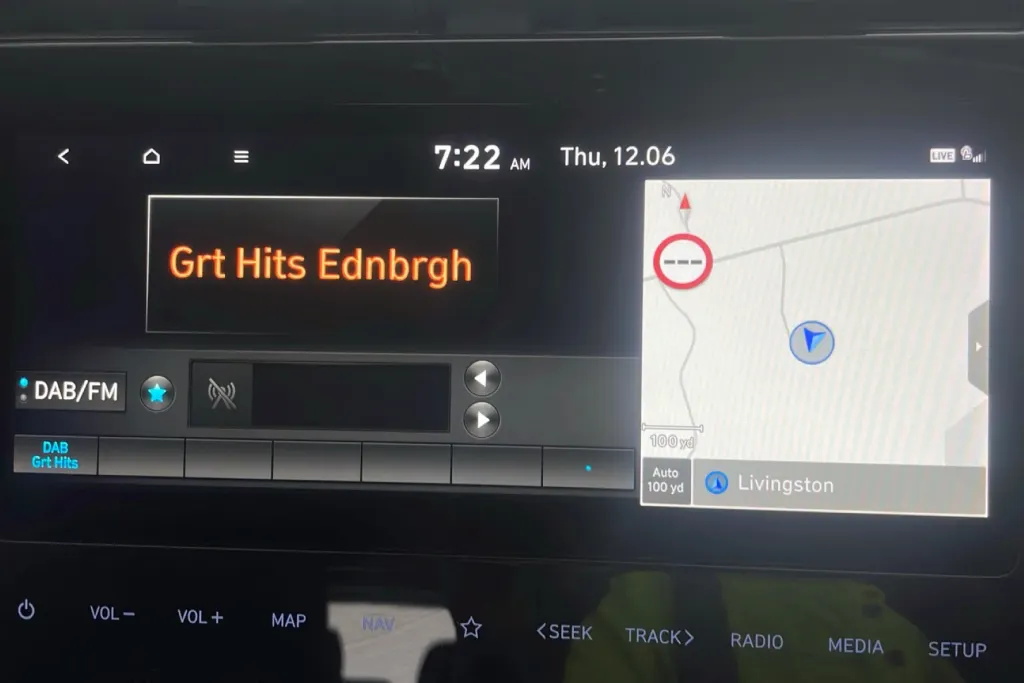 7:22 AM Thu, 12.06
LIVE
N
Grt Hits Ednbrgh
DAB/FM
DAB
Grt Hits
100 yd
Auto
100 yd
Livingston
VOL− VOL+ MAP NAV <SEEK TRACK> RADIO MEDIA SETUP